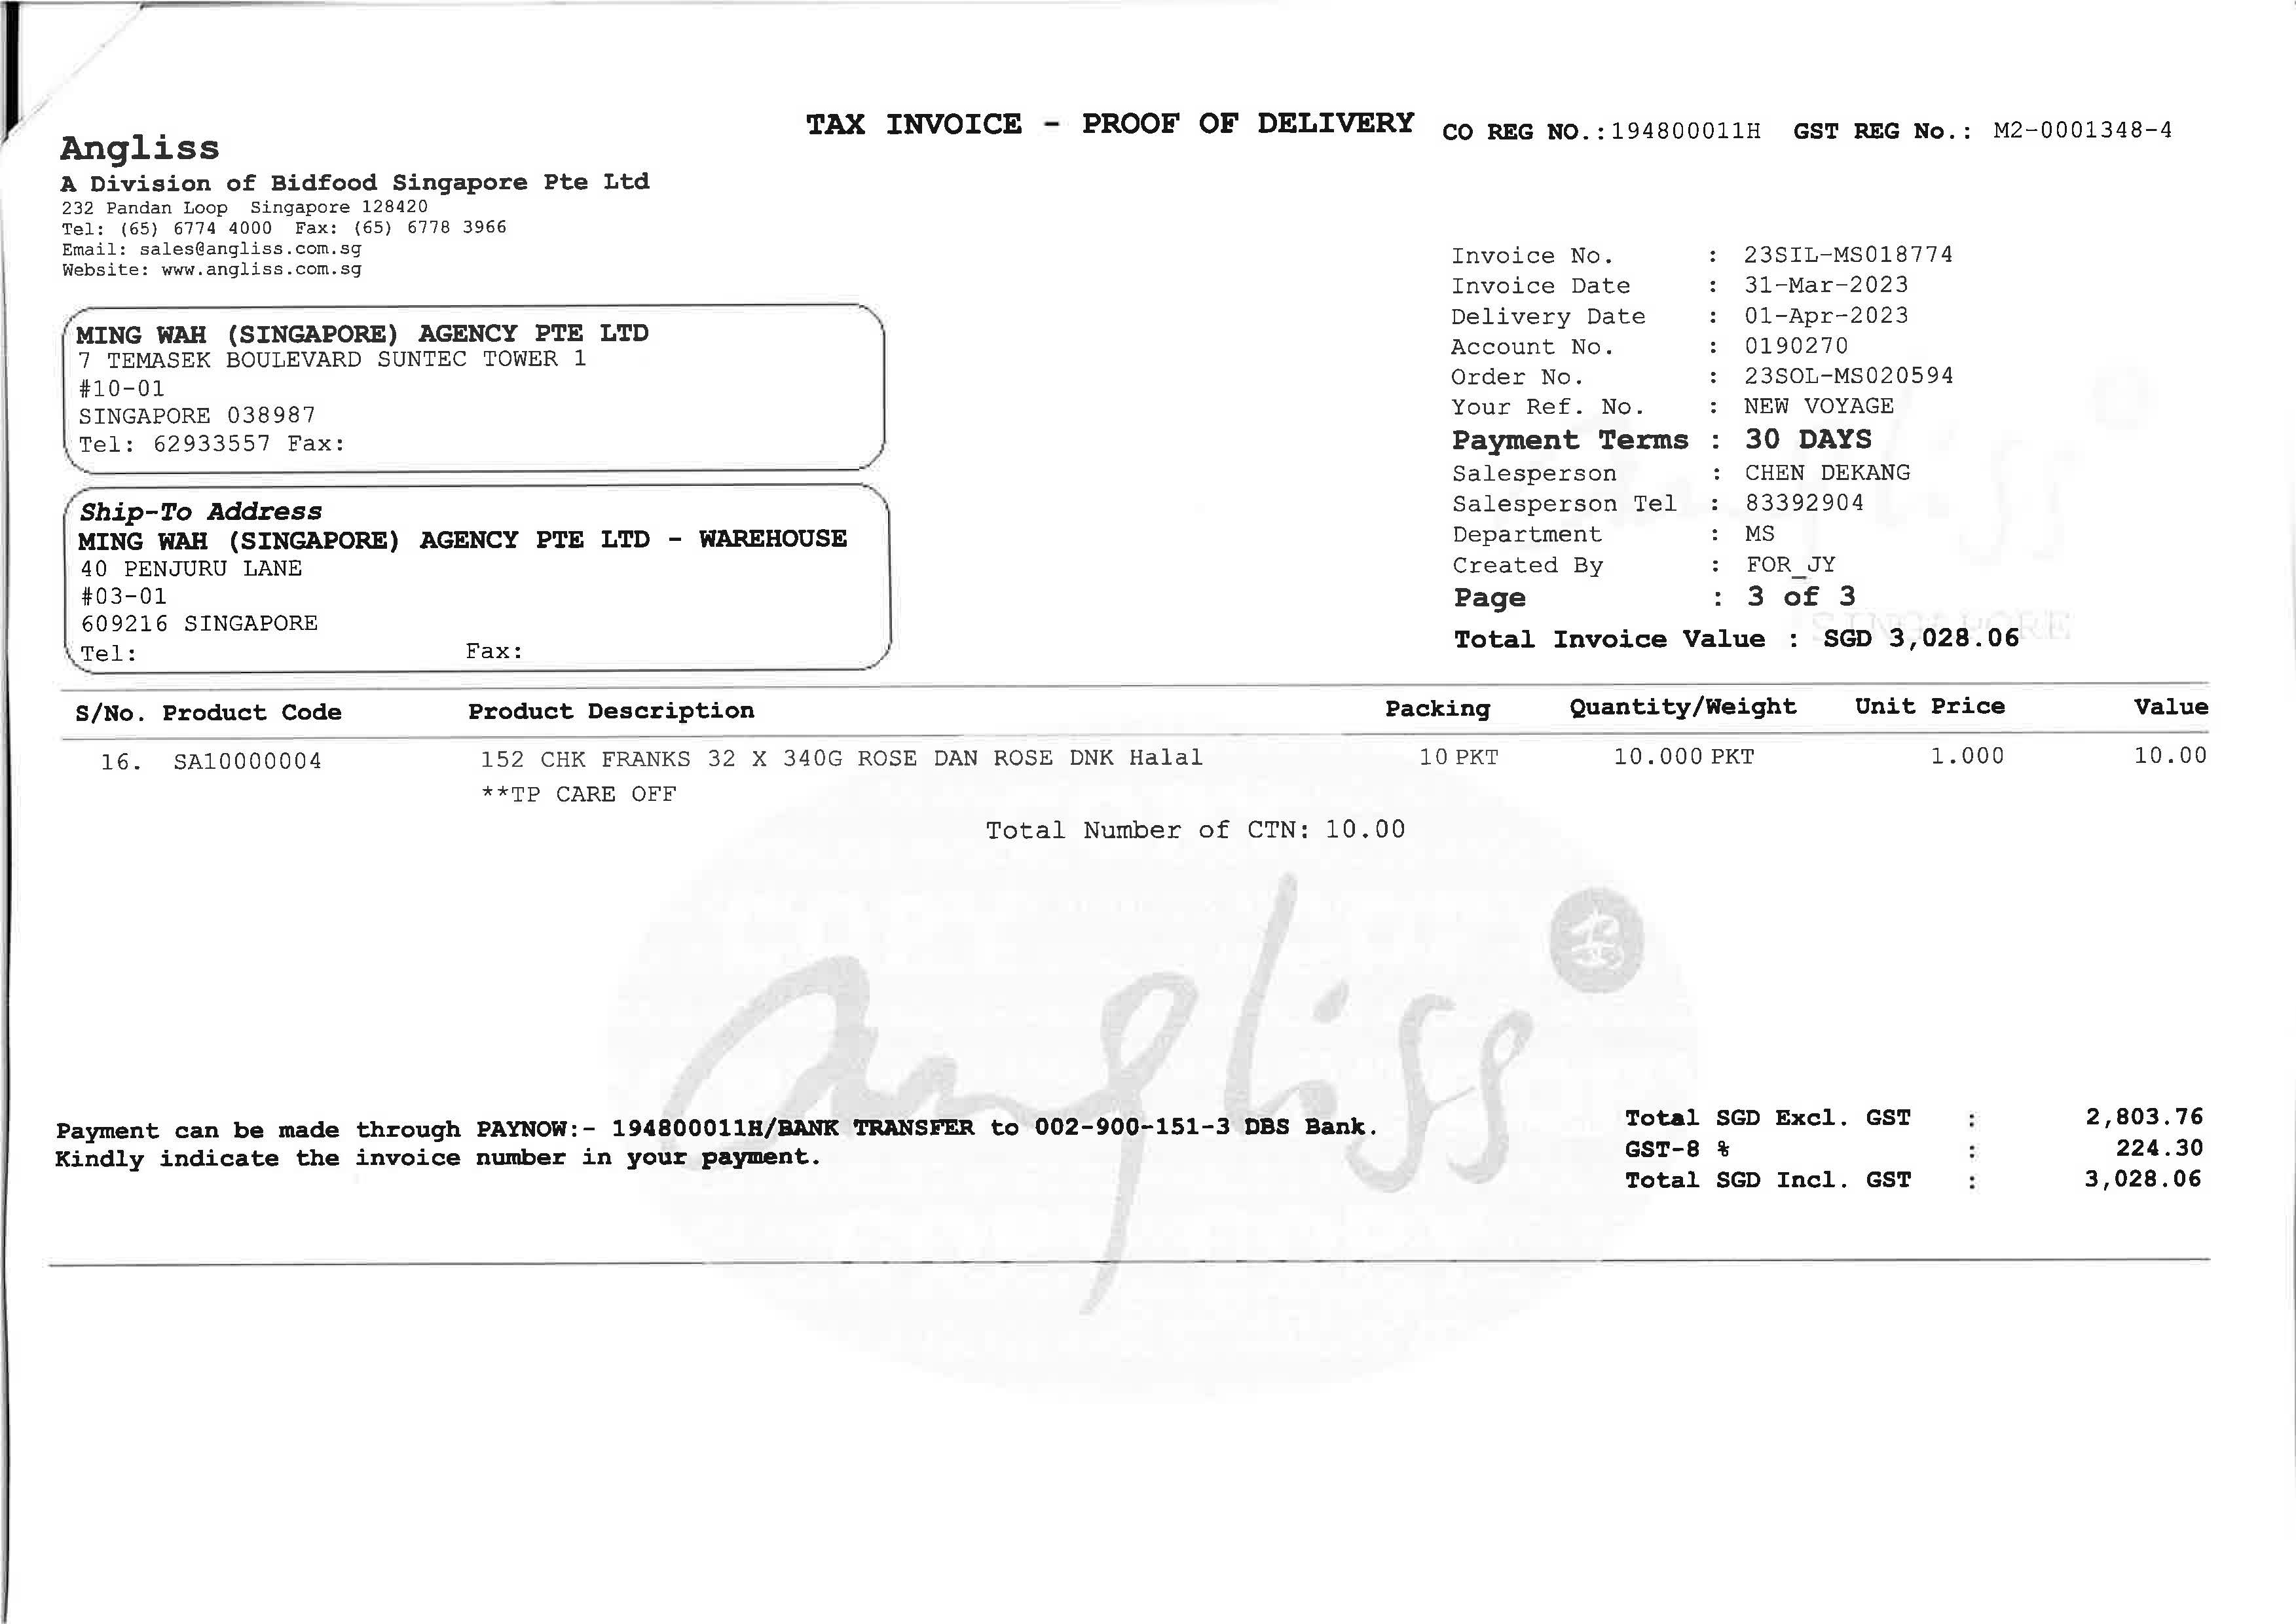 TAX INVOICE - PROOF OF DELIVERY CO REG NO.:194800011H GST REG No.: M2-0001348-4
Angliss
A Division of Bidfood Singapore Pte Ltd
232 Pandan Loop Singapore 128420
Tel: (65) 6774 4000 Fax: (65) 6778 3966
Email: sales@angliss.com.sg
Website: www.angliss.com.sg
MING WAH (SINGAPORE) AGENCY PTE LTD
7 TEMASEK BOULEVARD SUNTEC TOWER 1
#10-01
SINGAPORE 038987
Tel: 62933557 Fax:
Ship-To Address
MING WAH (SINGAPORE) AGENCY PTE LTD - WAREHOUSE
40 PENJURU LANE
#03-01
609216 SINGAPORE
Tel: Fax:
Invoice No. : 23SIL-MS018774
Invoice Date : 31-Mar-2023
Delivery Date : 01-Apr-2023
Account No. : 0190270
Order No. : 23SOL-MS020594
Your Ref. No. : NEW VOYAGE
Payment Terms : 30 DAYS
Salesperson : CHEN DEKANG
Salesperson Tel : 83392904
Department : MS
Created By : FOR_JY
Page : 3 of 3
SINGAPORE
Total Invoice Value : SGD 3,028.06
S/No. Product Code Product Description Packing Quantity/Weight Unit Price Value
16. SA10000004 152 CHK FRANKS 32 X 340G ROSE DAN ROSE DNK Halal 10 PKT 10.000 PKT 1.000 10.00
**TP CARE OFF
Total Number of CTN: 10.00
angliss
Payment can be made through PAYNOW:- 194800011H/BANK TRANSFER to 002-900-151-3 DBS Bank.
Kindly indicate the invoice number in your payment.
Total SGD Excl. GST : 2,803.76
GST-8 % : 224.30
Total SGD Incl. GST : 3,028.06